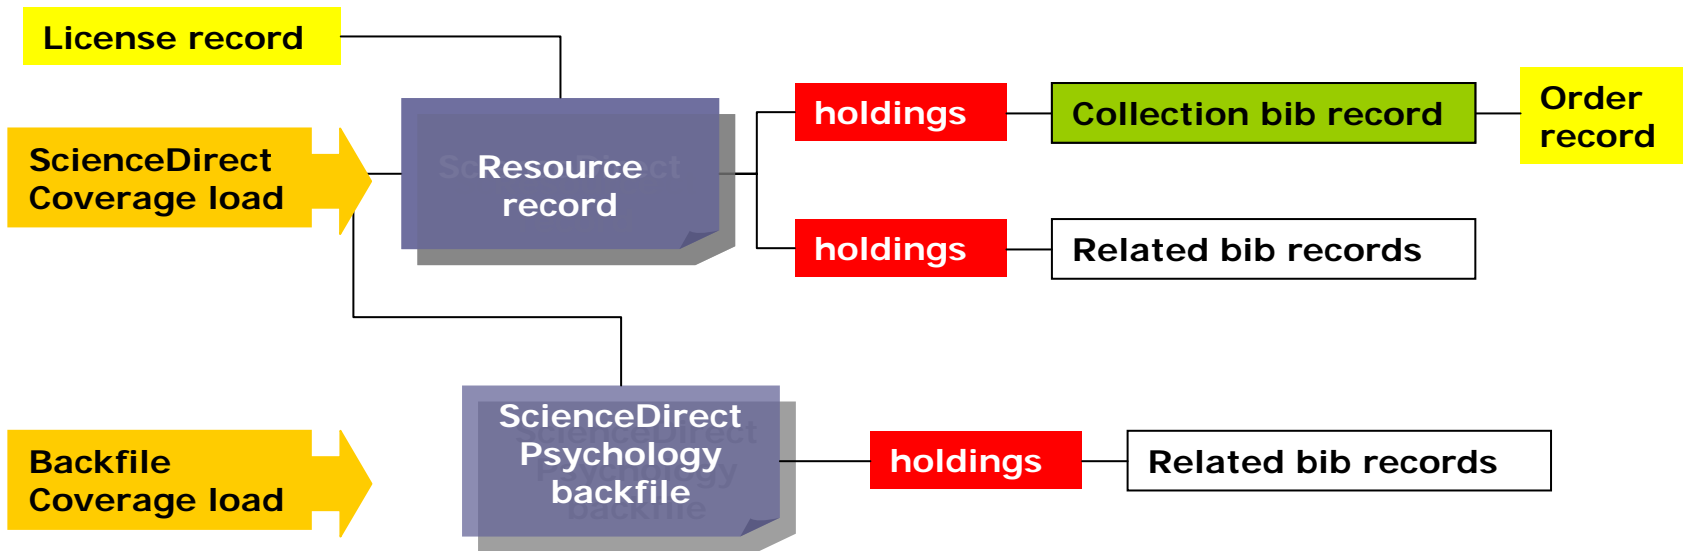 License record
ScienceDirect
Coverage load
Resource
record
holdings
Collection bib record
Order
record
holdings
Related bib records
ScienceDirect
Psychology
backfile
Backfile
Coverage load
holdings
Related bib records